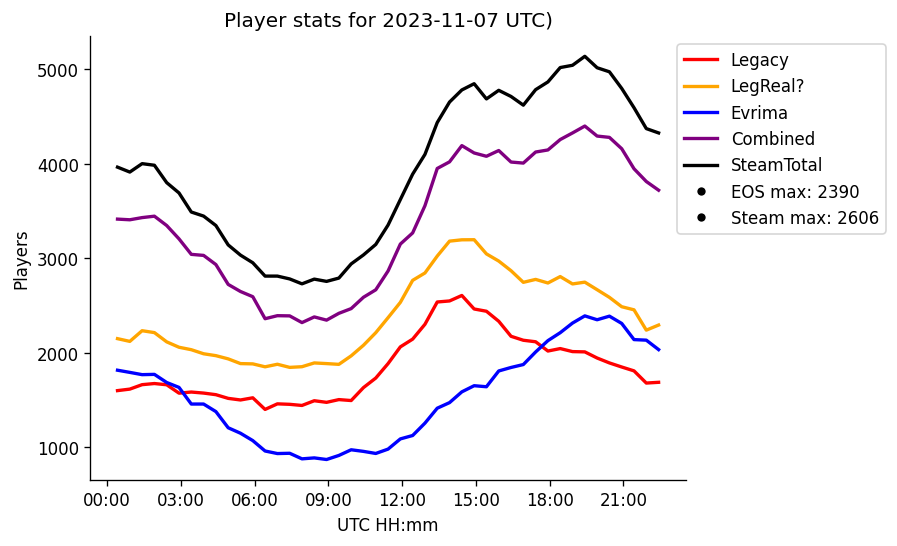 Player stats for 2023-11-07 UTC)
Legacy
LegReal?
Evrima
Combined
SteamTotal
EOS max: 2390
Steam max: 2606
Players
5000
4000
3000
2000
1000
00:00 03:00 06:00 09:00 12:00 15:00 18:00 21:00
UTC HH:mm